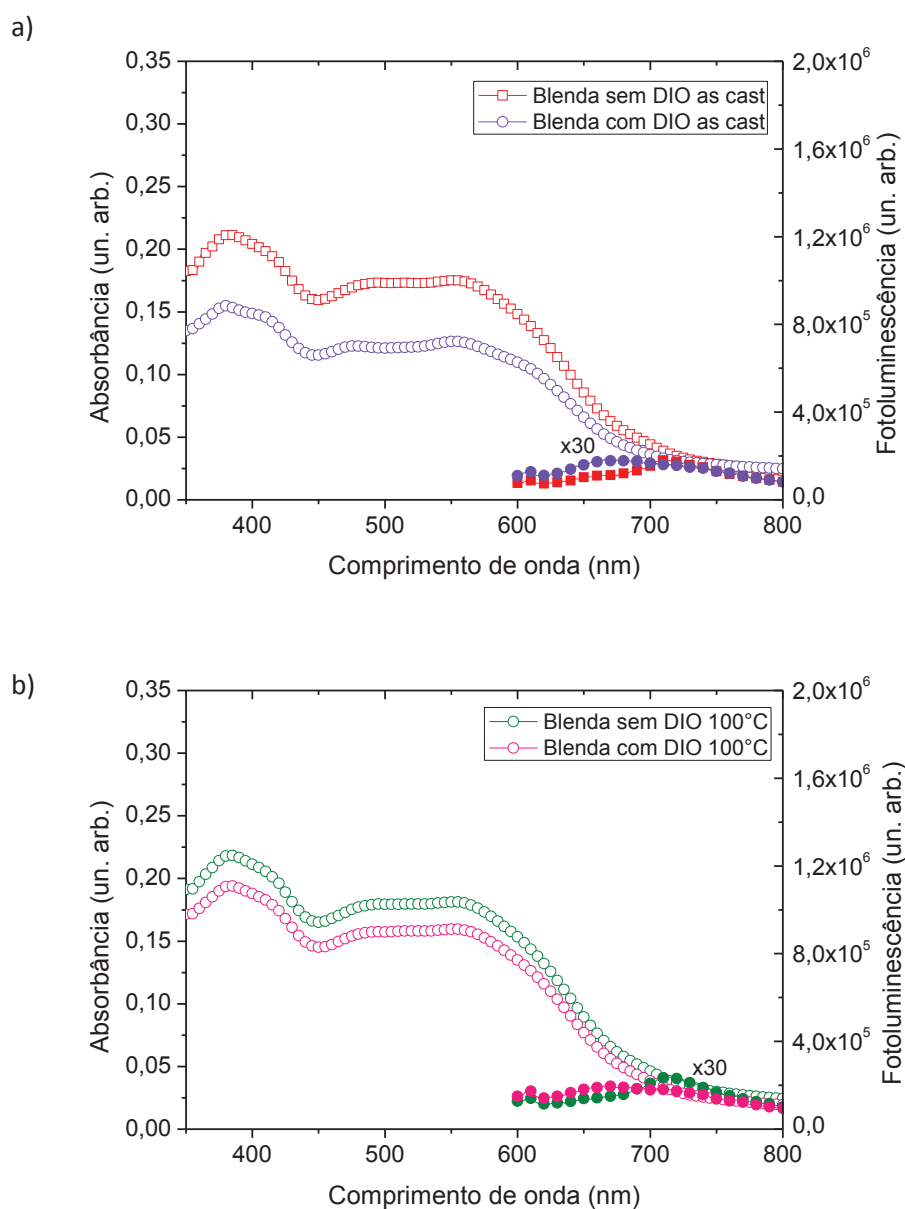 a)
0,35
0,30
0,25
0,20
0,15
0,10
0,05
0,00
Absorbância (un. arb.)
Blenda sem DIO as cast
Blenda com DIO as cast
x30
2,0x10⁶
1,6x10⁶
1,2x10⁶
8,0x10⁵
4,0x10⁵
0,0
Fotoluminescência (un. arb.)
400 500 600 700 800
Comprimento de onda (nm)
b)
0,35
0,30
0,25
0,20
0,15
0,10
0,05
0,00
Absorbância (un. arb.)
Blenda sem DIO 100°C
Blenda com DIO 100°C
x30
2,0x10⁶
1,6x10⁶
1,2x10⁶
8,0x10⁵
4,0x10⁵
0,0
Fotoluminescência (un. arb.)
400 500 600 700 800
Comprimento de onda (nm)